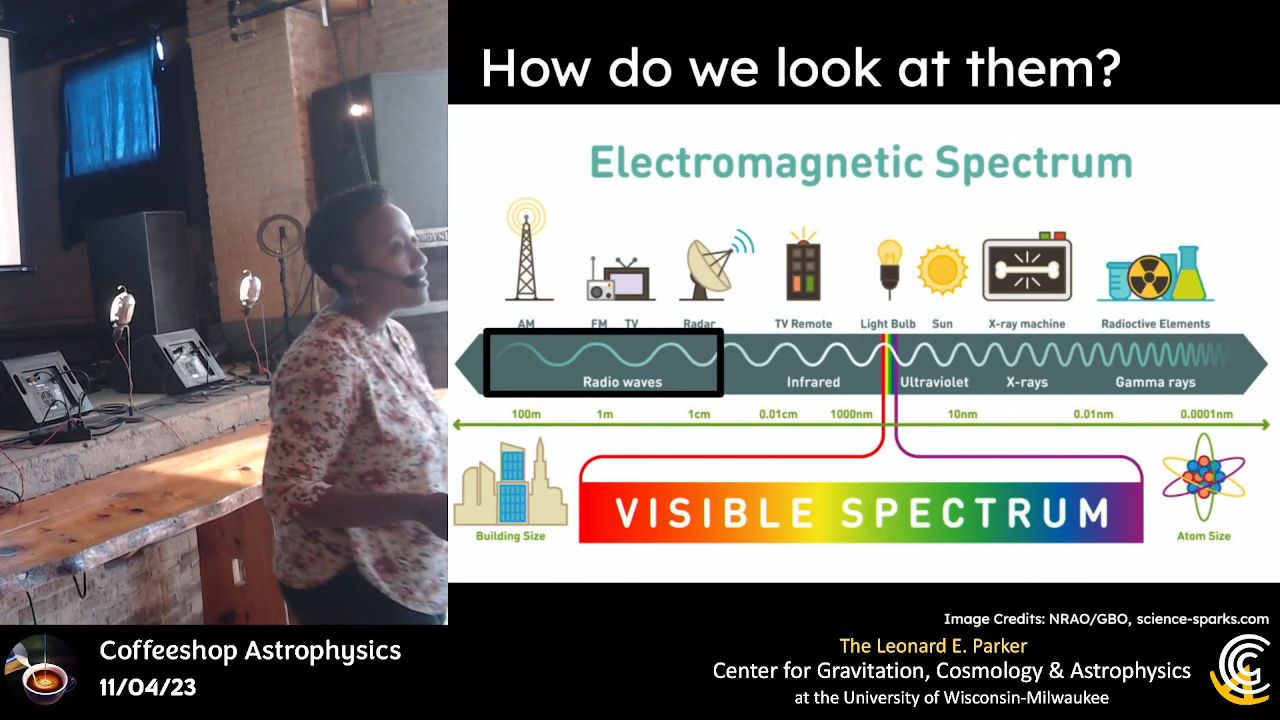 How do we look at them?
Electromagnetic Spectrum
AM FM TV Radar TV Remote Light Bulb Sun X-ray machine Radioctive Elements
Radio waves Infrared Ultraviolet X-rays Gamma rays
100m 1m 1cm 0.01cm 1000nm 10nm 0.01nm 0.0001nm
VISIBLE SPECTRUM
Building Size Atom Size
Image Credits: NRAO/GBO, science-sparks.com
Coffeeshop Astrophysics
11/04/23
The Leonard E. Parker
Center for Gravitation, Cosmology & Astrophysics
at the University of Wisconsin-Milwaukee
CGCA